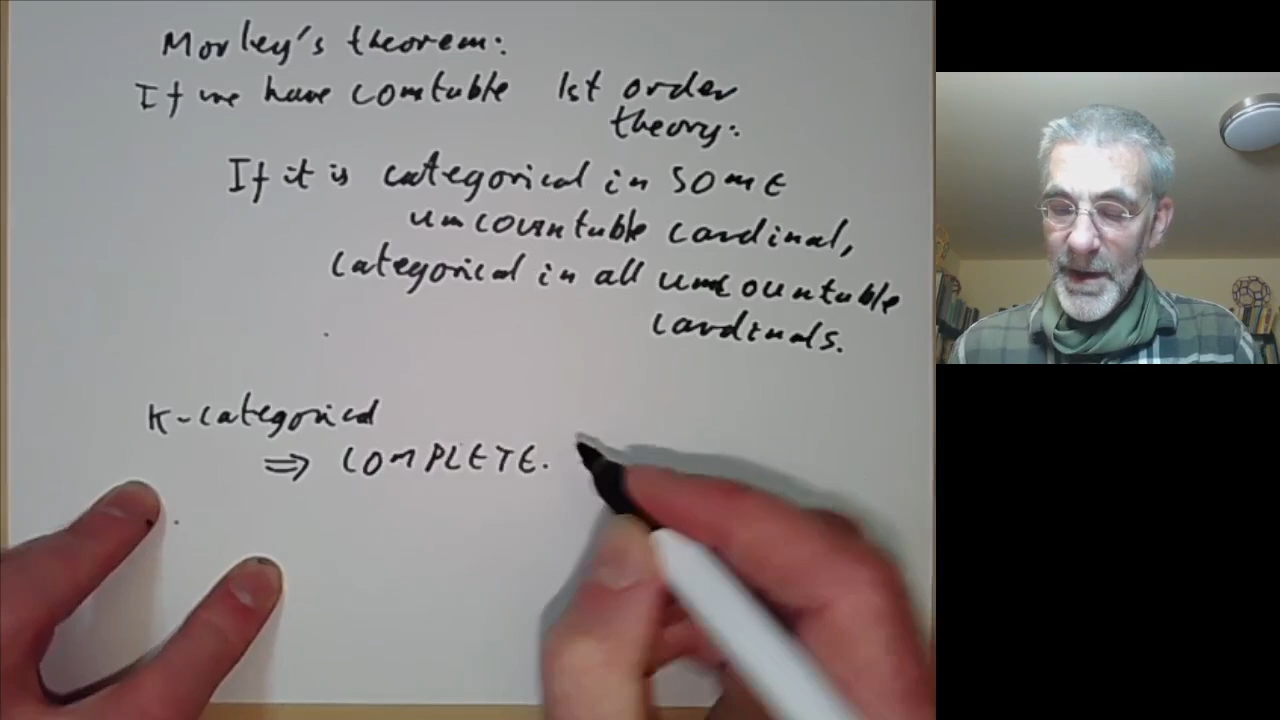 Morley's theorem:
If we have countable 1st order
theory:
If it is categorical in SOME
uncountable cardinal,
categorical in all uncountable
cardinals.
K-categorical
⇒ COMPLETE.